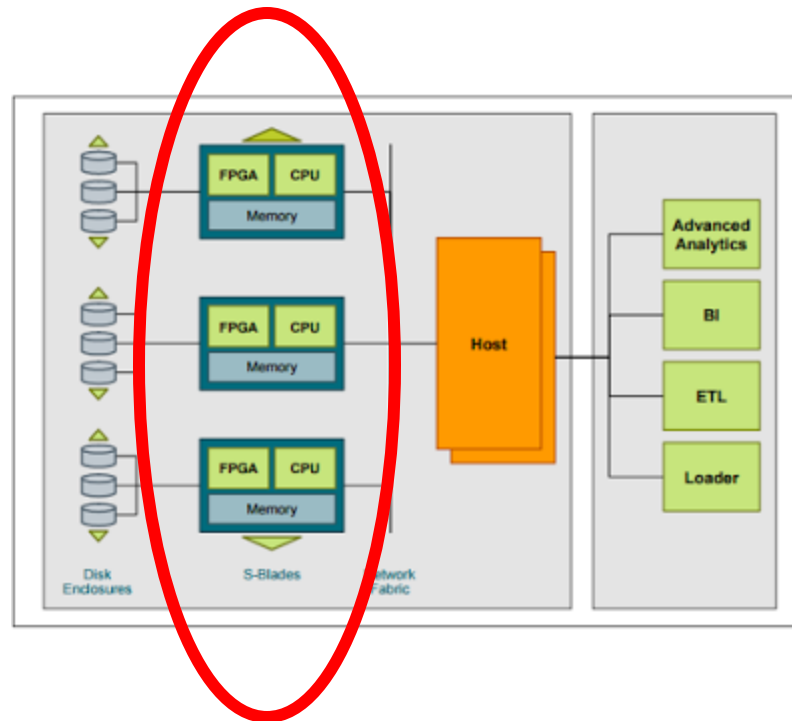 FPGA CPU
Memory
FPGA CPU
Memory
FPGA CPU
Memory
Disk
Enclosures
S-Blades
etwork
Fabric
Host
Advanced
Analytics
BI
ETL
Loader